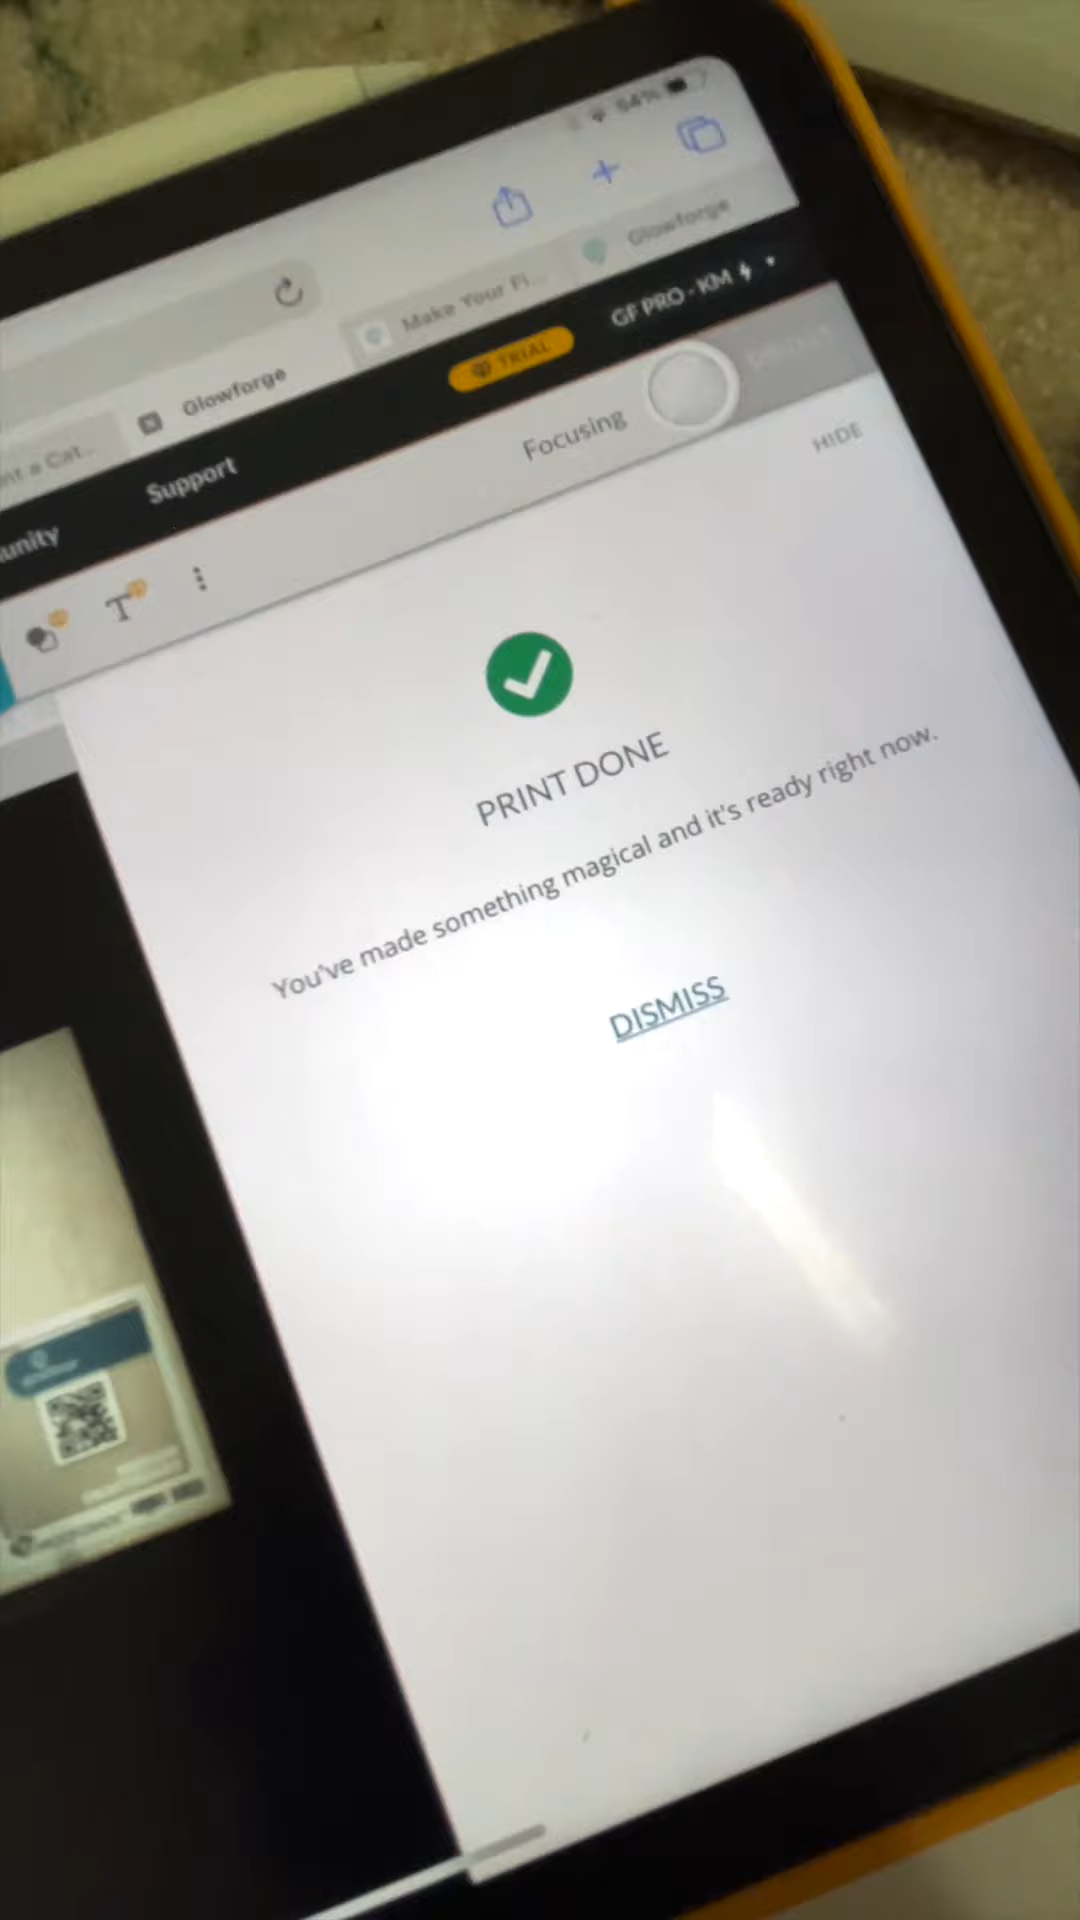 64%
Glowforge
Make Your Fi...
GF PRO - KM
TRIAL
Glowforge
nt a Cat...
Support
unity
Focusing
HIDE
T
PRINT DONE
You've made something magical and it's ready right now.
DISMISS